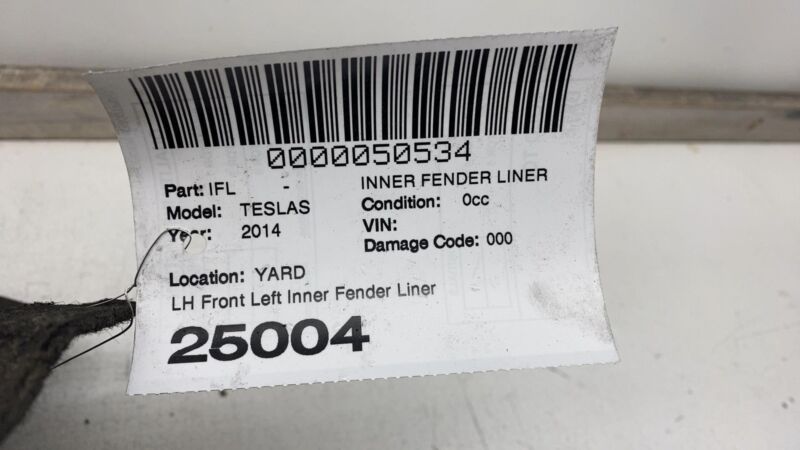 0000050534
Part: IFL - INNER FENDER LINER
Model: TESLAS Condition: 0cc
Year: 2014 VIN:
Damage Code: 000
Location: YARD
LH Front Left Inner Fender Liner
25004